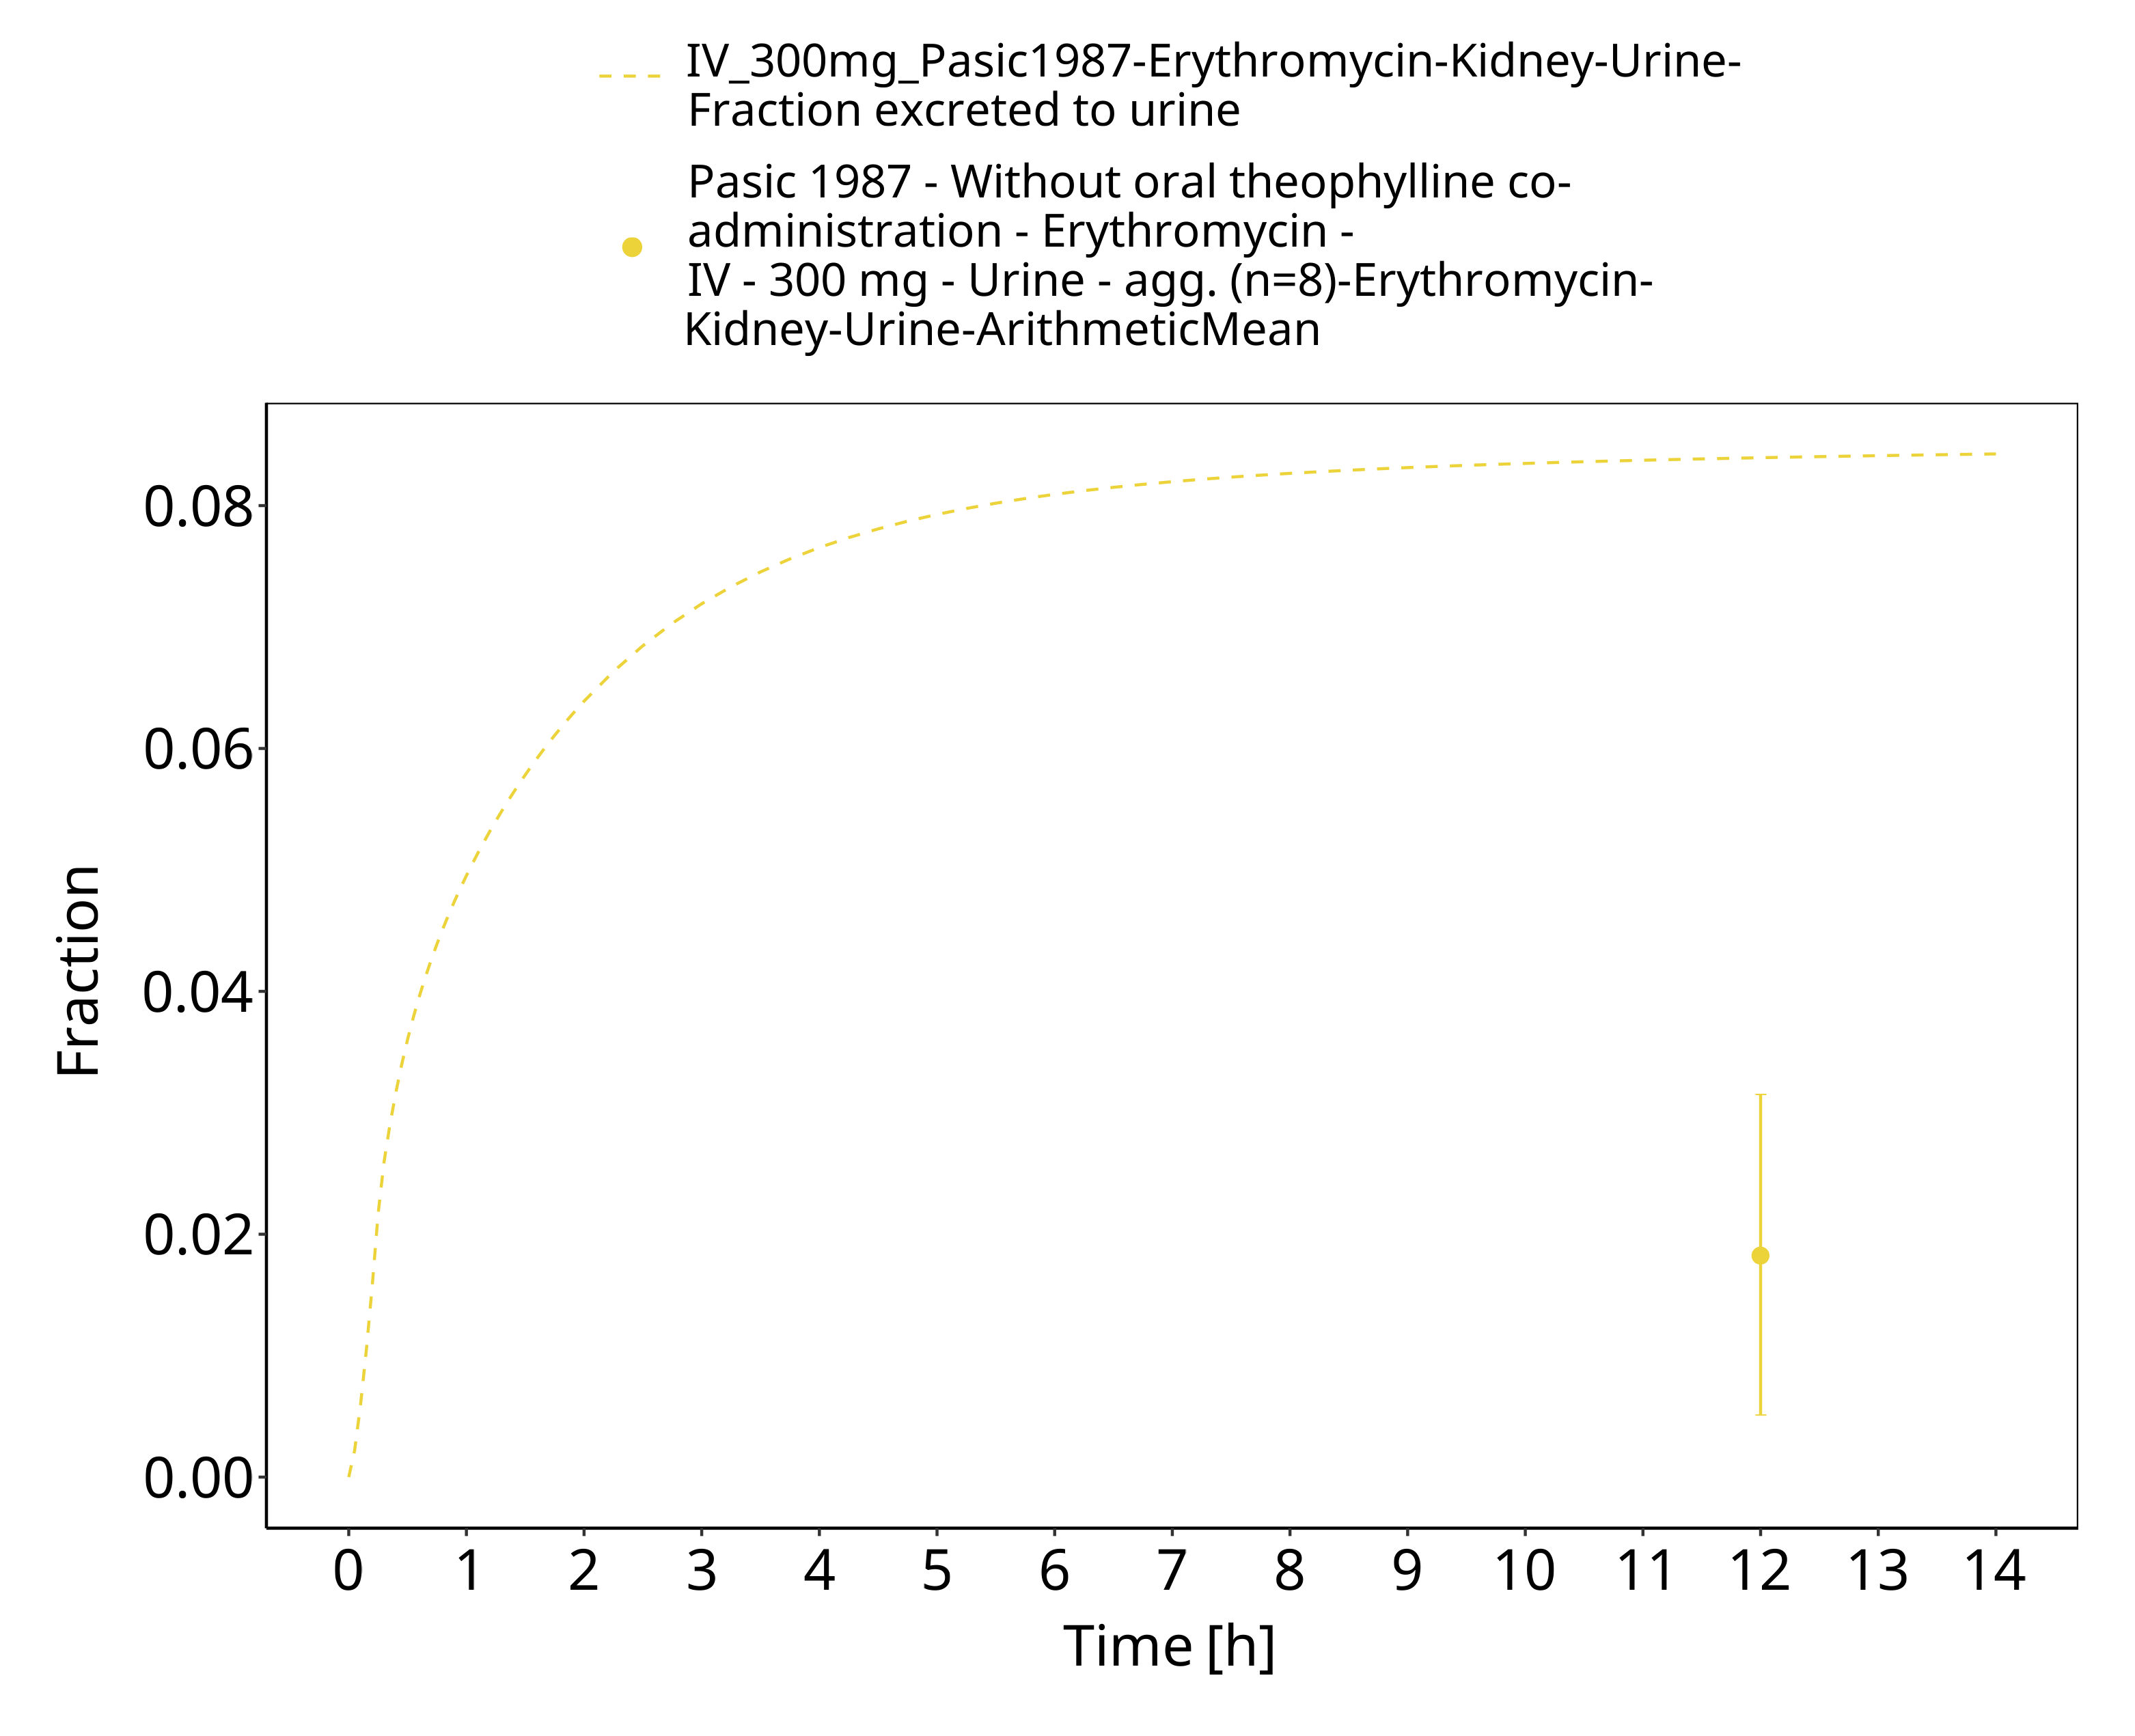 IV_300mg_Pasic1987-Erythromycin-Kidney-Urine-
Fraction excreted to urine
Pasic 1987 - Without oral theophylline co-
administration - Erythromycin -
IV - 300 mg - Urine - agg. (n=8)-Erythromycin-
Kidney-Urine-ArithmeticMean
0.08
0.06
0.04
0.02
0.00
Fraction
0 1 2 3 4 5 6 7 8 9 10 11 12 13 14
Time [h]